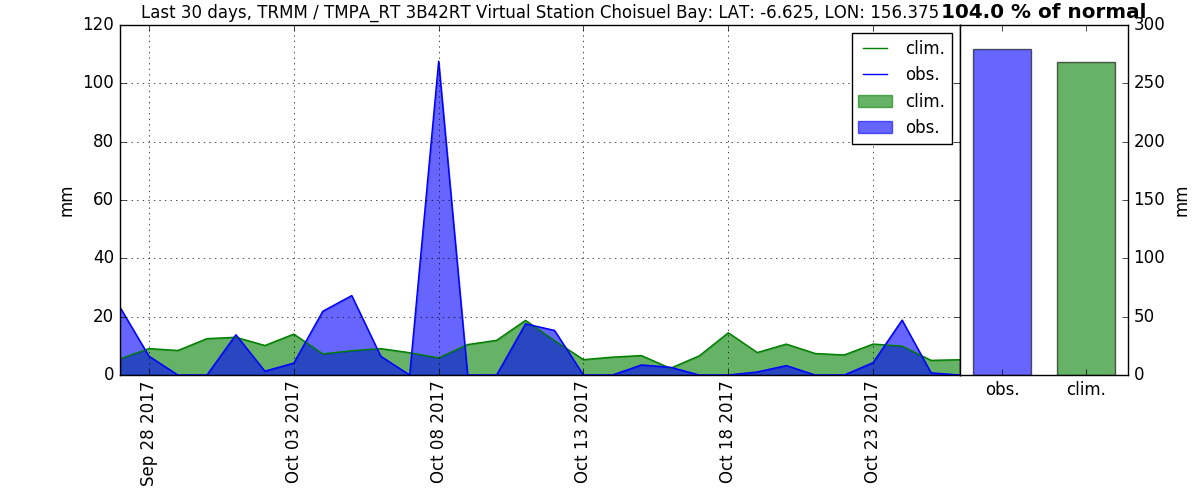 Last 30 days, TRMM / TMPA_RT 3B42RT Virtual Station Choisuel Bay: LAT: -6.625, LON: 156.375
104.0 % of normal
120
100
80
60
40
20
0
mm
clim.
obs.
clim.
obs.
Sep 28 2017
Oct 03 2017
Oct 08 2017
Oct 13 2017
Oct 18 2017
Oct 23 2017
300
250
200
150
100
50
0
mm
obs.
clim.